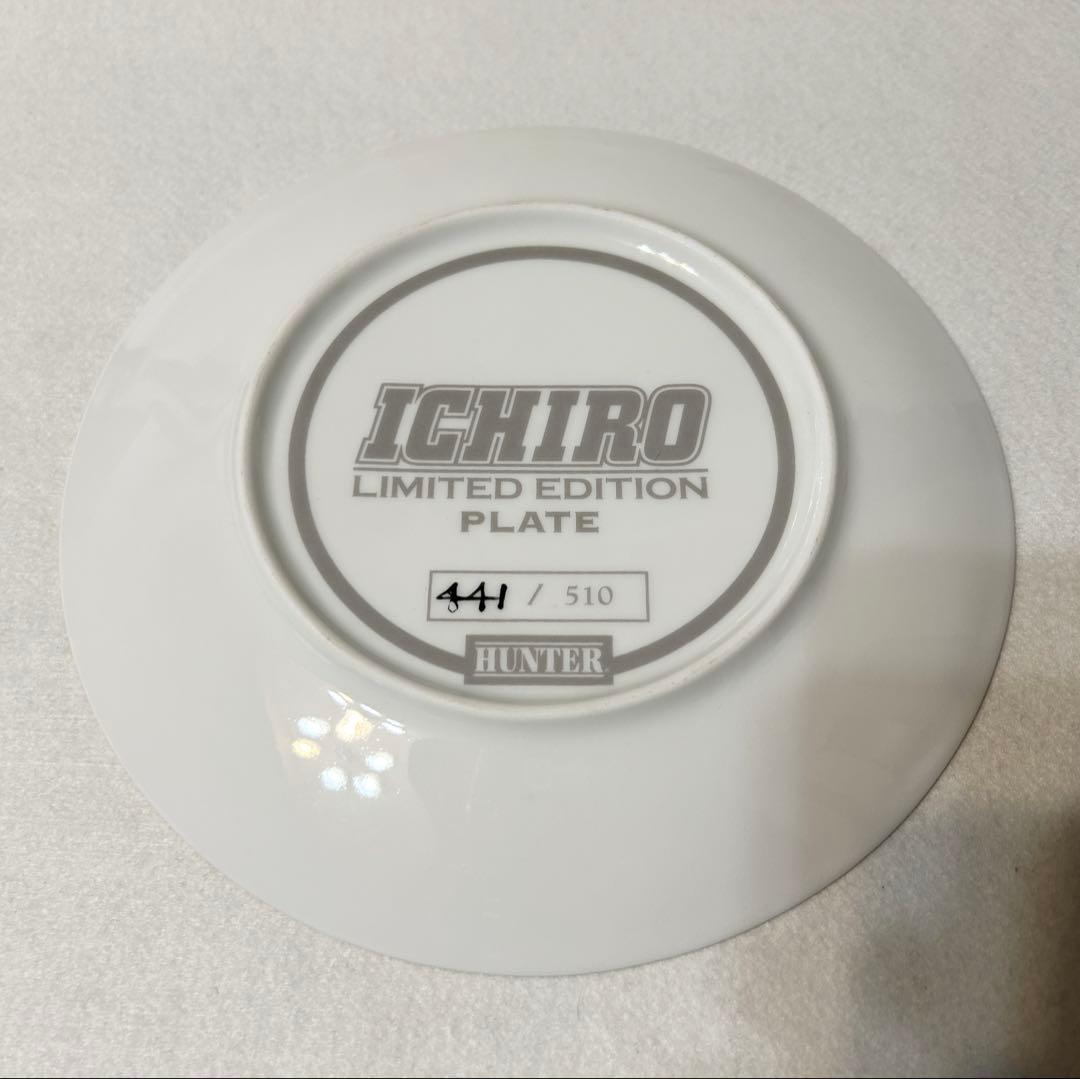 ICHIRO
LIMITED EDITION
PLATE
441 / 510
HUNTER